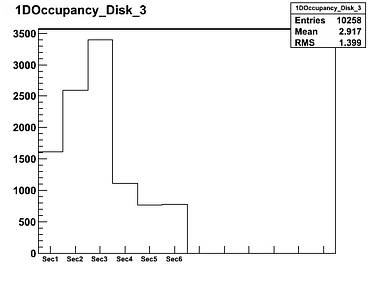 1DOccupancy_Disk_3
1DOccupancy_Disk_3
Entries 10258
Mean 2.917
RMS 1.399
3500
3000
2500
2000
1500
1000
500
0
Sec1 Sec2 Sec3 Sec4 Sec5 Sec6